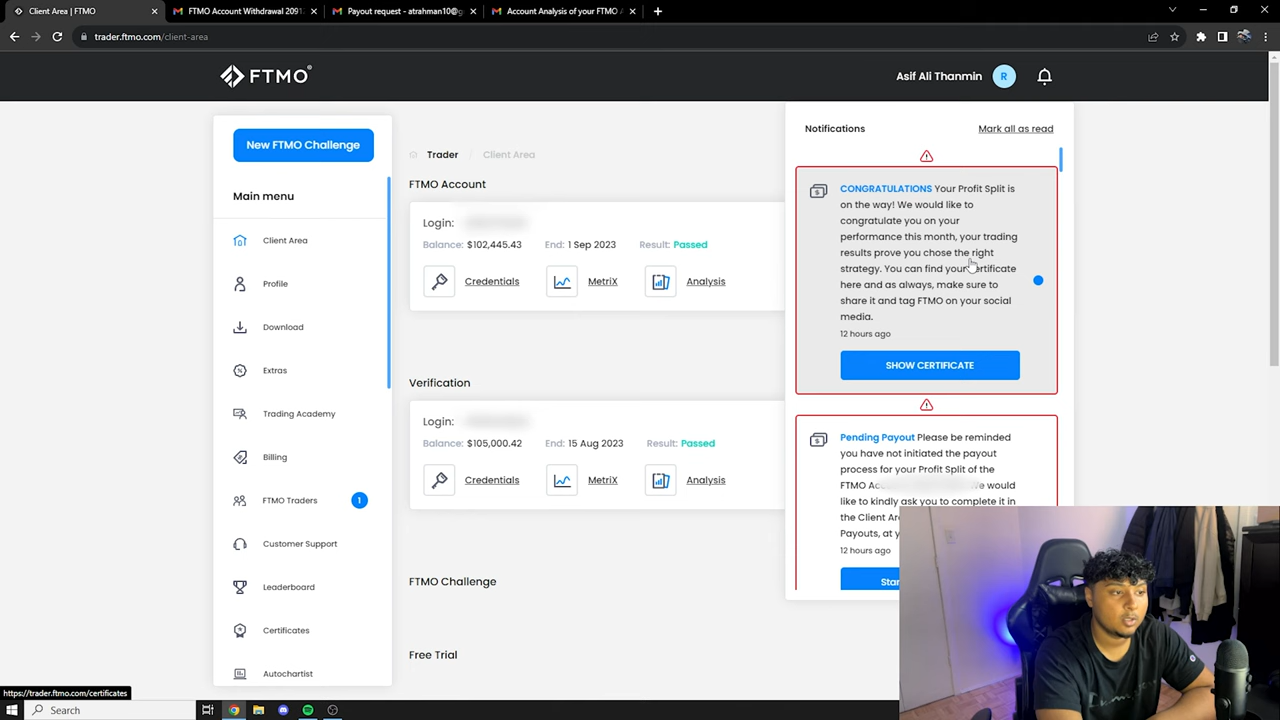 Client Area | FTMO
FTMO Account Withdrawal 2091
Payout request - atrahman10@g
Account Analysis of your FTMO A
trader.ftmo.com/client-area
FTMO
Asif Ali Thanmin
R
New FTMO Challenge
Main menu
Client Area
Profile
Download
Extras
Trading Academy
Billing
FTMO Traders
1
Customer Support
Leaderboard
Certificates
Autochartist
Trader
Client Area
FTMO Account
Login:
Balance: $102,445.43
End: 1 Sep 2023
Result: Passed
Credentials
MetriX
Analysis
Verification
Login:
Balance: $105,000.42
End: 15 Aug 2023
Result: Passed
Credentials
MetriX
Analysis
FTMO Challenge
Free Trial
Notifications
Mark all as read
CONGRATULATIONS Your Profit Split is
on the way! We would like to
congratulate you on your
performance this month, your trading
results prove you chose the right
strategy. You can find your certificate
here and as always, make sure to
share it and tag FTMO on your social
media.
12 hours ago
SHOW CERTIFICATE
Pending Payout Please be reminded
you have not initiated the payout
process for your Profit Split of the
FTMO We would
like to kindly ask you to complete it in
the Client
Payouts, at
12 hours ago
https://trader.ftmo.com/certificates
Search